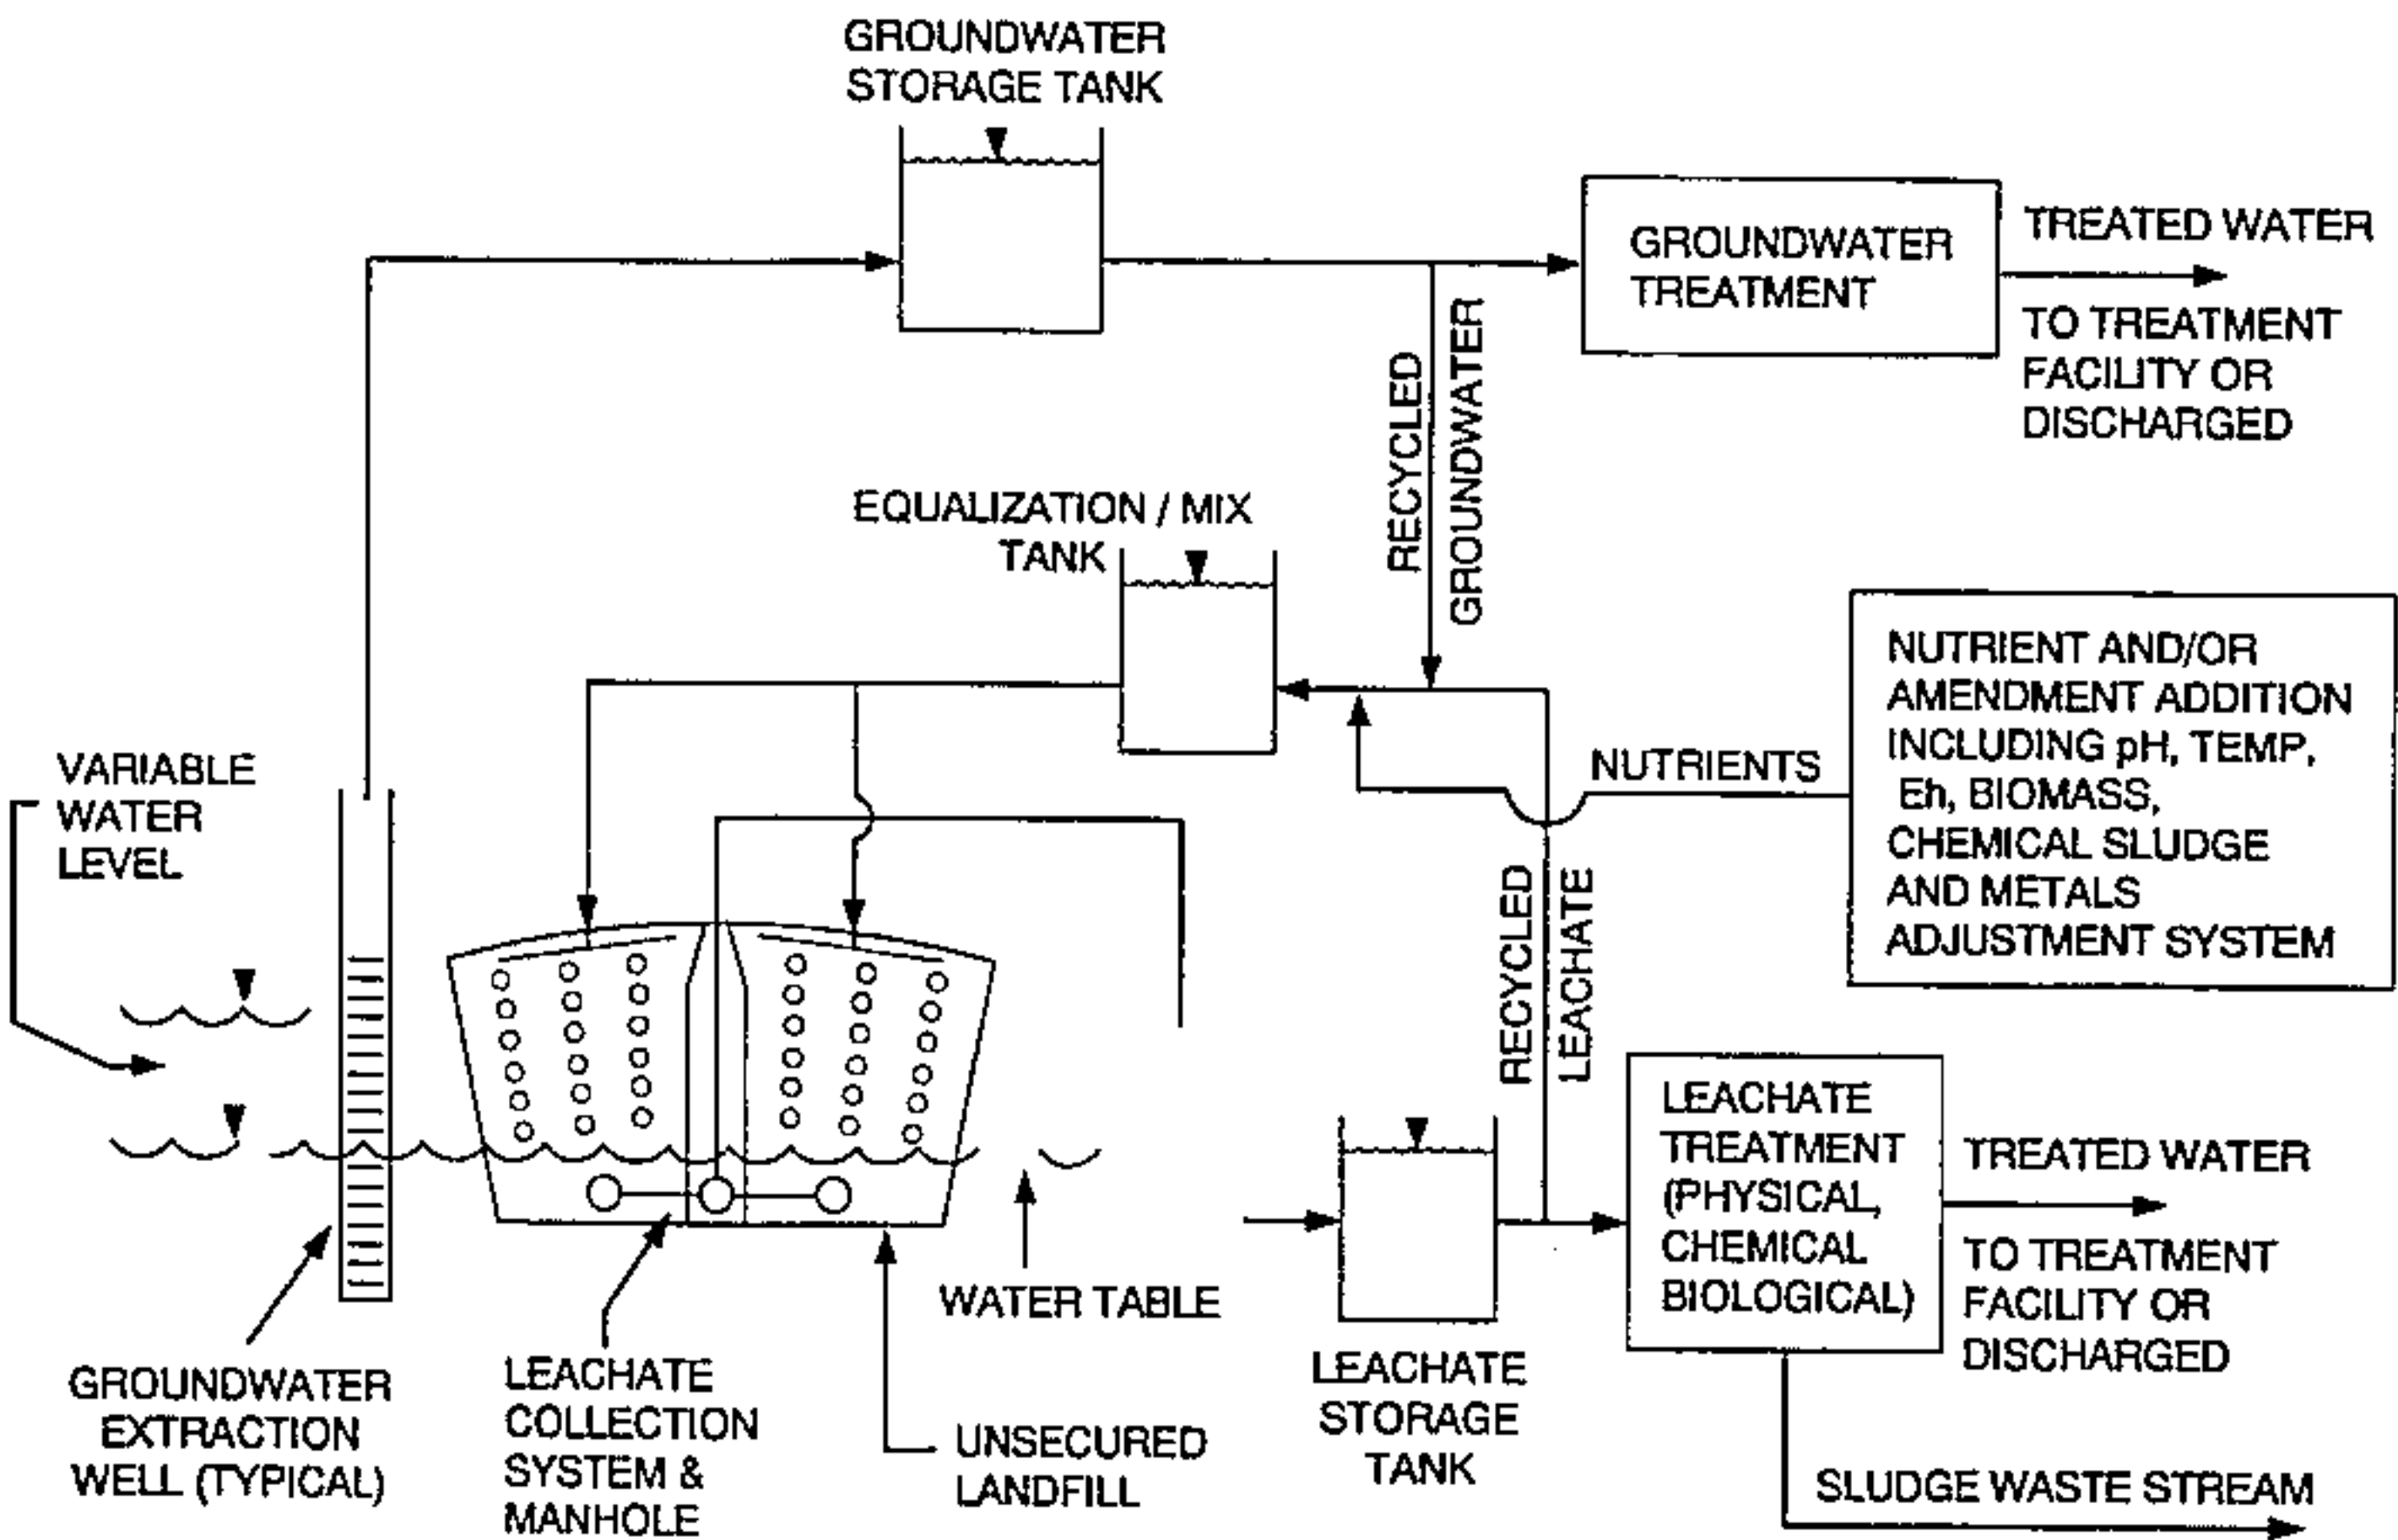 GROUNDWATER
STORAGE TANK
GROUNDWATER
TREATMENT
TREATED WATER
TO TREATMENT
FACILITY OR
DISCHARGED
RECYCLED
GROUNDWATER
EQUALIZATION / MIX
TANK
NUTRIENT AND/OR
AMENDMENT ADDITION
INCLUDING pH, TEMP,
Eh, BIOMASS,
CHEMICAL SLUDGE
AND METALS
ADJUSTMENT SYSTEM
NUTRIENTS
VARIABLE
WATER
LEVEL
RECYCLED
LEACHATE
LEACHATE
TREATMENT
(PHYSICAL,
CHEMICAL
BIOLOGICAL)
TREATED WATER
TO TREATMENT
FACILITY OR
DISCHARGED
WATER TABLE
GROUNDWATER
EXTRACTION
WELL (TYPICAL)
LEACHATE
COLLECTION
SYSTEM &
MANHOLE
UNSECURED
LANDFILL
LEACHATE
STORAGE
TANK
SLUDGE WASTE STREAM